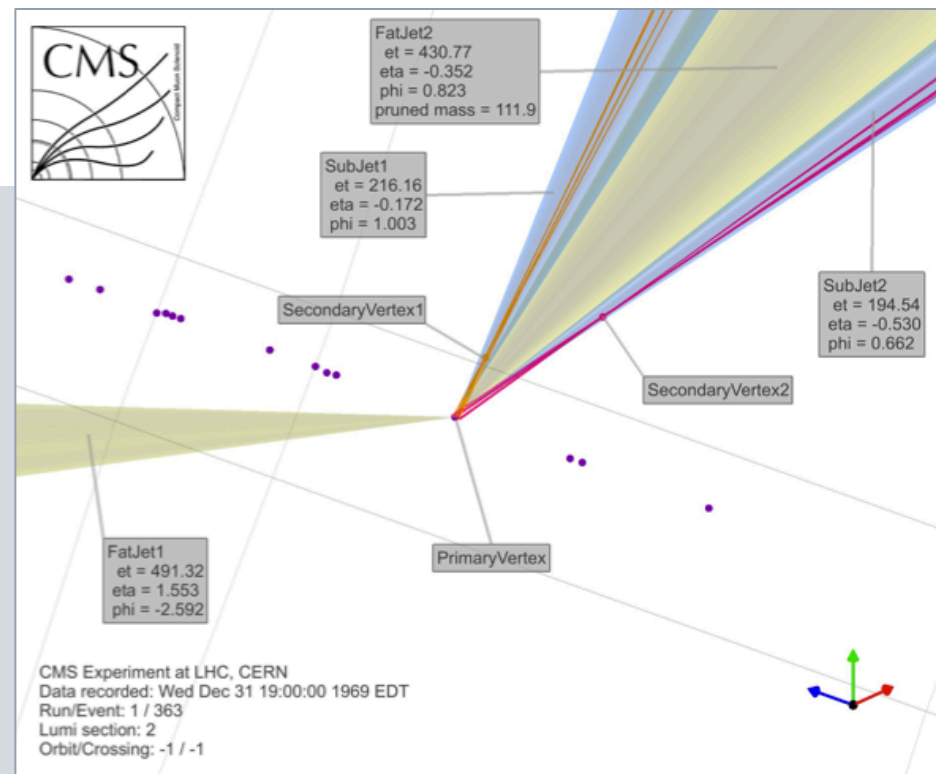 CMS
Compact Muon Solenoid
FatJet2
et = 430.77
eta = -0.352
phi = 0.823
pruned mass = 111.9
SubJet1
et = 216.16
eta = -0.172
phi = 1.003
SubJet2
et = 194.54
eta = -0.530
phi = 0.662
SecondaryVertex1
SecondaryVertex2
PrimaryVertex
FatJet1
et = 491.32
eta = 1.553
phi = -2.592
CMS Experiment at LHC, CERN
Data recorded: Wed Dec 31 19:00:00 1969 EDT
Run/Event: 1 / 363
Lumi section: 2
Orbit/Crossing: -1 / -1